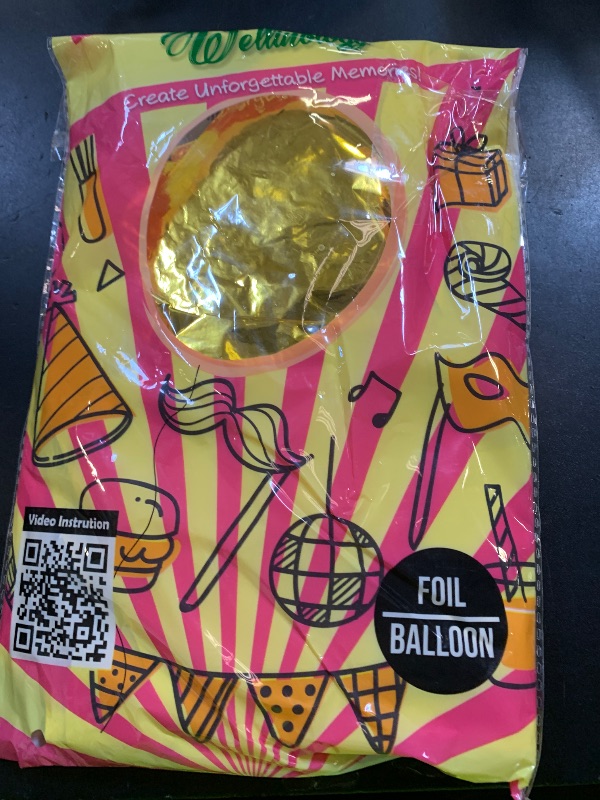 Create Unforgettable Memories!
Video Instrution
FOIL
BALLOON